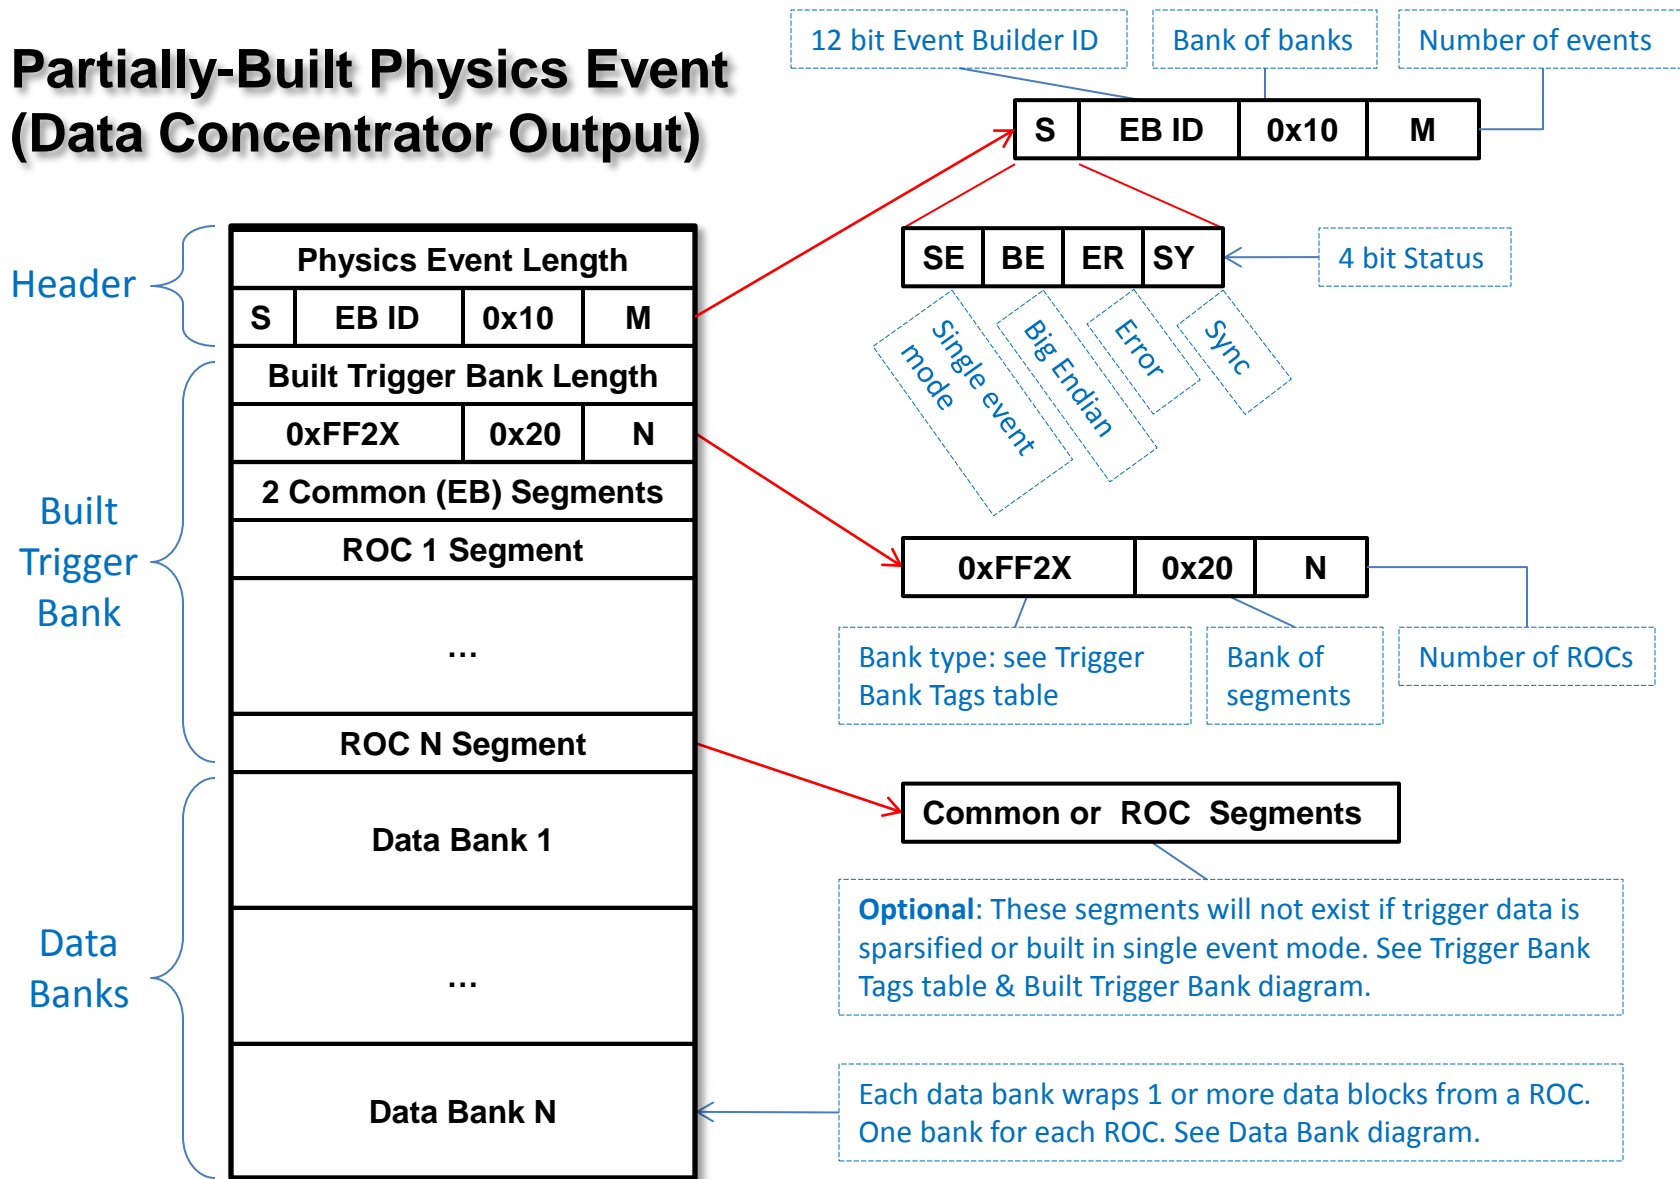 Partially-Built Physics Event
(Data Concentrator Output)
12 bit Event Builder ID
Bank of banks
Number of events
S EB ID 0x10 M
SE BE ER SY
4 bit Status
Single event
mode
Big Endian
Error
Sync
Header
Physics Event Length
S EB ID 0x10 M
Built
Trigger
Bank
Built Trigger Bank Length
0xFF2X 0x20 N
2 Common (EB) Segments
ROC 1 Segment
...
ROC N Segment
0xFF2X 0x20 N
Bank type: see Trigger
Bank Tags table
Bank of
segments
Number of ROCs
Common or ROC Segments
Optional: These segments will not exist if trigger data is
sparsified or built in single event mode. See Trigger Bank
Tags table & Built Trigger Bank diagram.
Data
Banks
Data Bank 1
...
Data Bank N
Each data bank wraps 1 or more data blocks from a ROC.
One bank for each ROC. See Data Bank diagram.